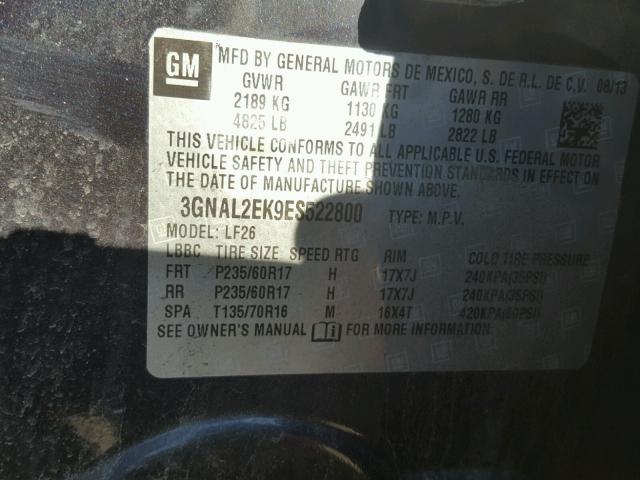 GM
MFD BY GENERAL MOTORS DE MEXICO, S. DE R.L. DE C,V. 08/13
GVWR GAWR FRT GAWR RR
2189 KG 1130 KG 1280 KG
4825 LB 2491 LB 2822 LB
THIS VEHICLE CONFORMS TO ALL APPLICABLE U.S. FEDERAL MOTOR
VEHICLE SAFETY AND THEFT PREVENTION STANDARDS IN EFFECT ON
THE DATE OF MANUFACTURE SHOWN ABOVE.
3GNAL2EK9ES522800 TYPE: M.P.V.
MODEL: LF26
LBBC TIRE SIZE SPEED RTG RIM COLD TIRE PRESSURE
FRT P235/60R17 H 17X7J 240KPA(35PSI)
RR P235/60R17 H 17X7J 240KPA(35PSI)
SPA T135/70R16 M 16X4T 420KPA(60PSI)
SEE OWNER'S MANUAL FOR MORE INFORMATION.